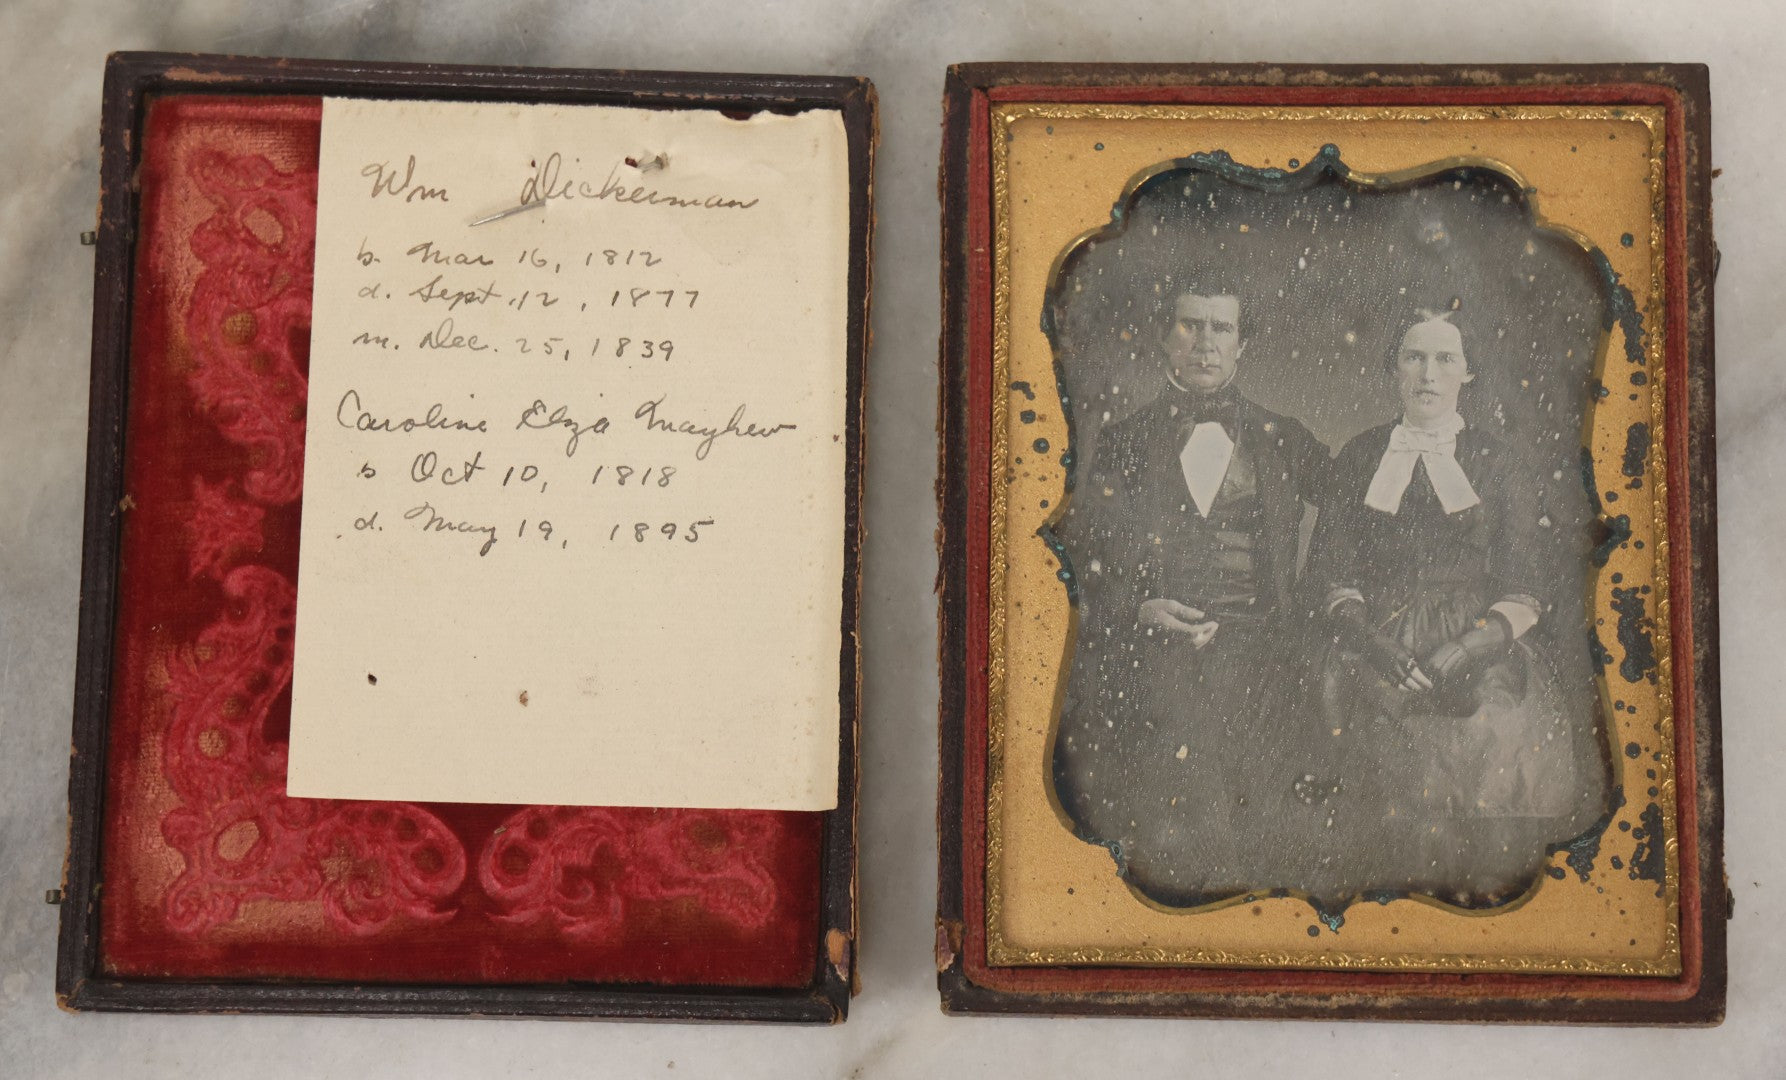 Wm Dickerman
b. Mar 16, 1812
d. Sept. 12, 1877
m. Dec. 25, 1839
Caroline Eliza Mayhew
b Oct 10, 1818
d. May 19, 1895